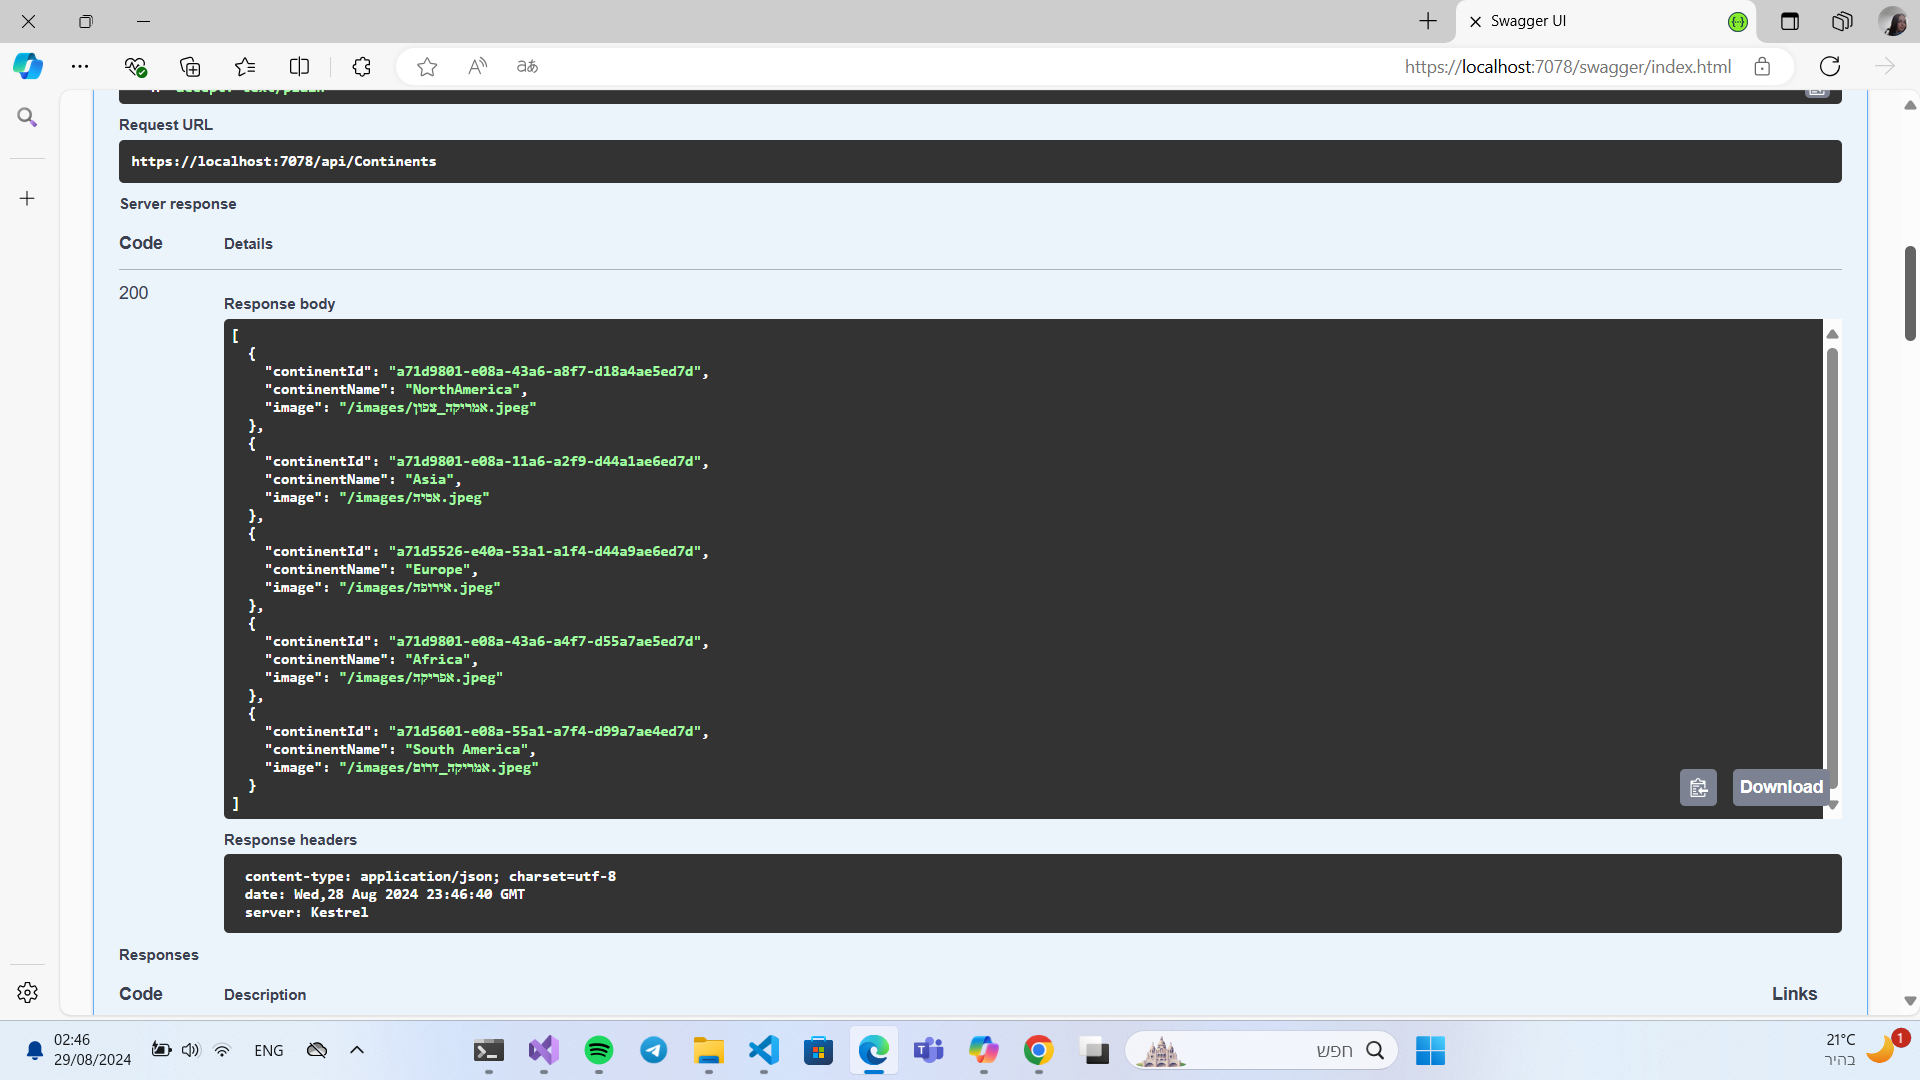 Swagger UI
https://localhost:7078/swagger/index.html
Request URL
https://localhost:7078/api/Continents
Server response
Code Details
200
Response body
[
{
"continentId": "a71d9801-e08a-43a6-a8f7-d18a4ae5ed7d",
"continentName": "NorthAmerica",
"image": "/images/אמריקה_צפון.jpeg"
},
{
"continentId": "a71d9801-e08a-11a6-a2f9-d44a1ae6ed7d",
"continentName": "Asia",
"image": "/images/אסיה.jpeg"
},
{
"continentId": "a71d5526-e40a-53a1-a1f4-d44a9ae6ed7d",
"continentName": "Europe",
"image": "/images/אירופה.jpeg"
},
{
"continentId": "a71d9801-e08a-43a6-a4f7-d55a7ae5ed7d",
"continentName": "Africa",
"image": "/images/אפריקה.jpeg"
},
{
"continentId": "a71d5601-e08a-55a1-a7f4-d99a7ae4ed7d",
"continentName": "South America",
"image": "/images/אמריקה_דרום.jpeg"
}
]
Download
Response headers
content-type: application/json; charset=utf-8
date: Wed,28 Aug 2024 23:46:40 GMT
server: Kestrel
Responses
Code Description Links
02:46
29/08/2024
ENG
חפש
21°C
בהיר
1